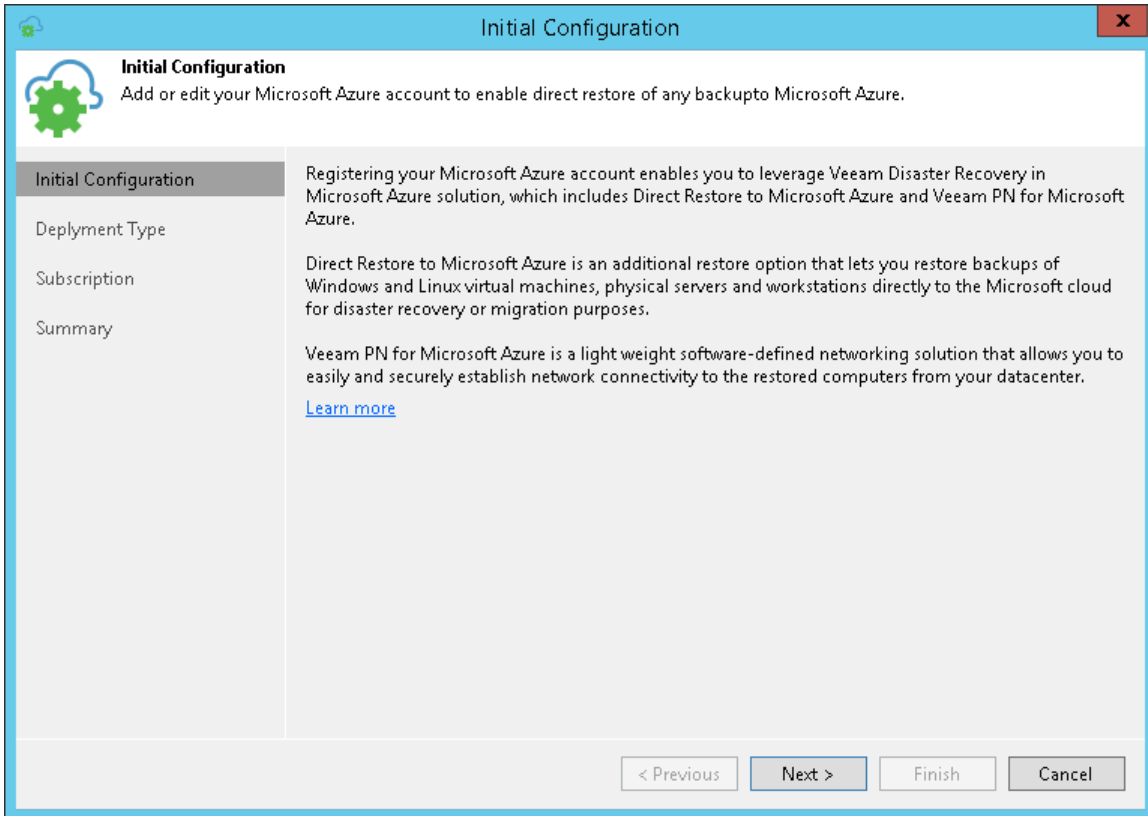 Initial Configuration
x
Initial Configuration
Add or edit your Microsoft Azure account to enable direct restore of any backupto Microsoft Azure.
Initial Configuration
Deplyment Type
Subscription
Summary
Registering your Microsoft Azure account enables you to leverage Veeam Disaster Recovery in
Microsoft Azure solution, which includes Direct Restore to Microsoft Azure and Veeam PN for Microsoft
Azure.
Direct Restore to Microsoft Azure is an additional restore option that lets you restore backups of
Windows and Linux virtual machines, physical servers and workstations directly to the Microsoft cloud
for disaster recovery or migration purposes.
Veeam PN for Microsoft Azure is a light weight software-defined networking solution that allows you to
easily and securely establish network connectivity to the restored computers from your datacenter.
Learn more
< Previous
Next >
Finish
Cancel